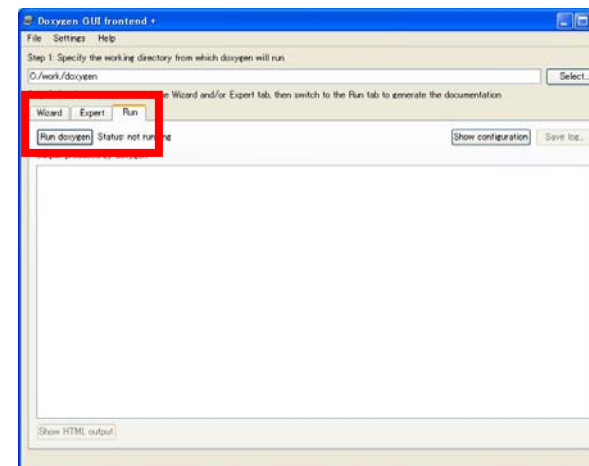 Doxygen GUI frontend +
File Settings Help
Step 1: Specify the working directory from which doxygen will run
C:/work/doxygen
Select..
Wizard and/or Expert tab, then switch to the Run tab to generate the documentation
Wizard Expert Run
Run doxygen Status: not running
Show configuration Save log..
Show HTML output